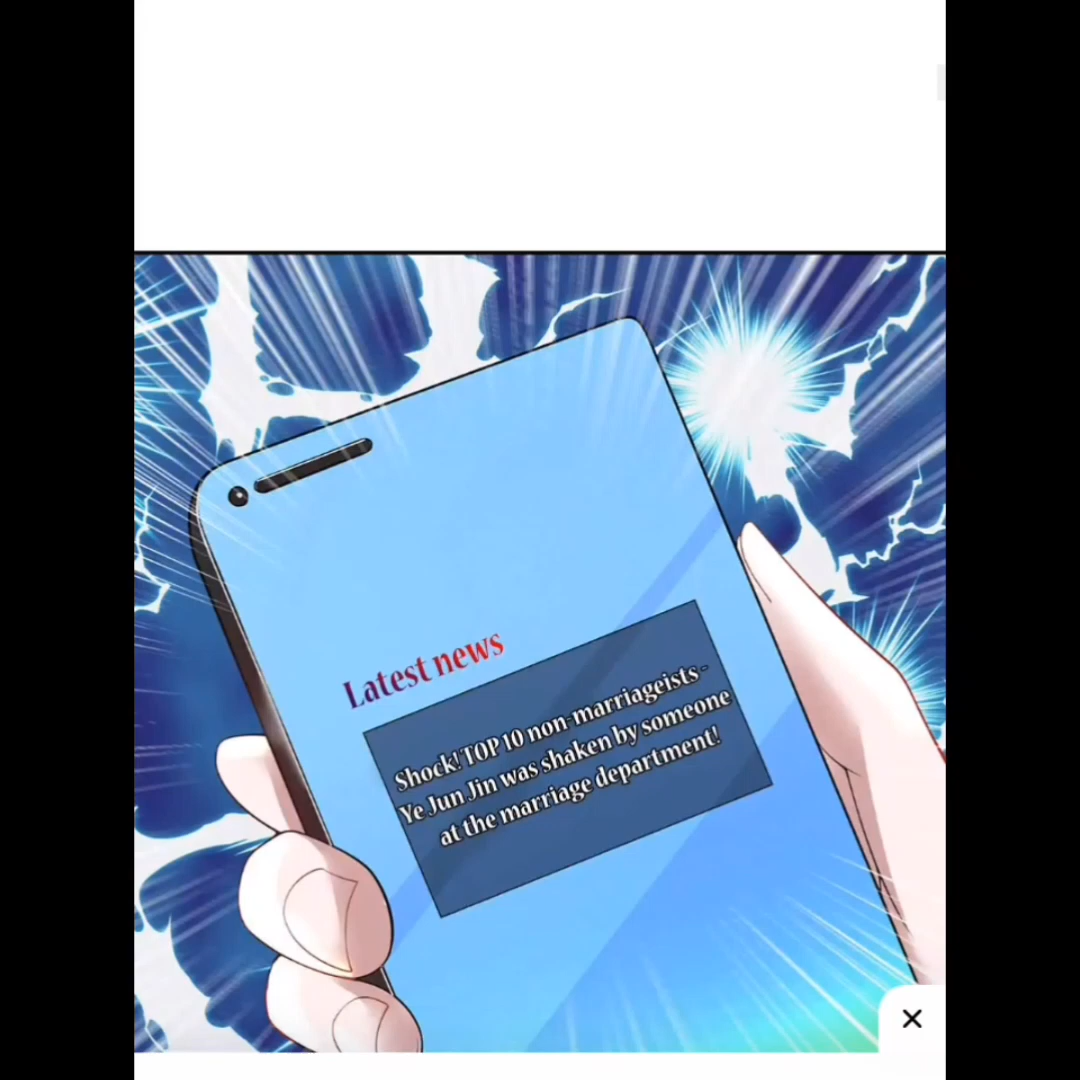 Latest news
Shock! TOP 10 non-marriageists -
Ye Jun Jin was shaken by someone
at the marriage department!